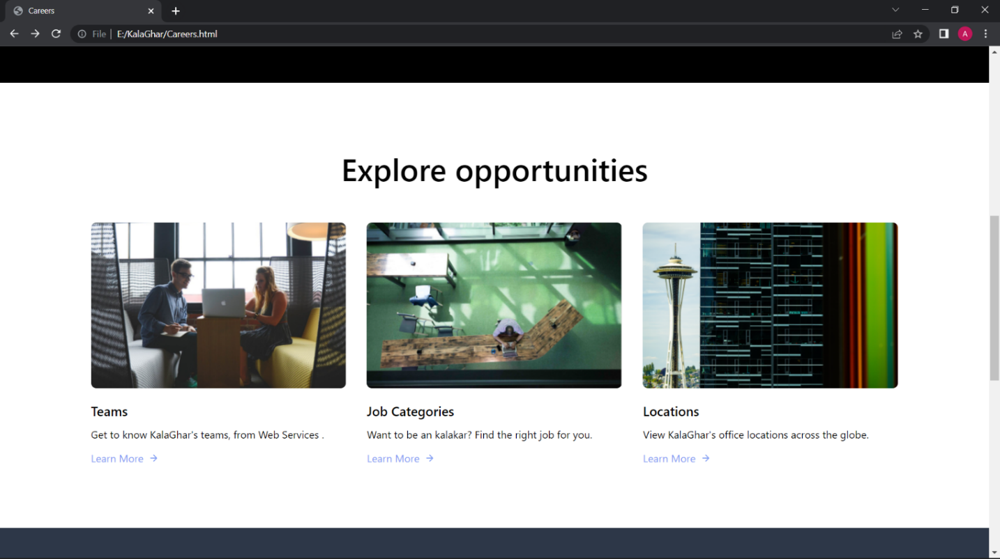 Careers
File
E:/KalaGhar/Careers.html
A
Explore opportunities
Teams
Get to know KalaGhar's teams, from Web Services .
Learn More →
Job Categories
Want to be an kalakar? Find the right job for you.
Learn More →
Locations
View KalaGhar's office locations across the globe.
Learn More →